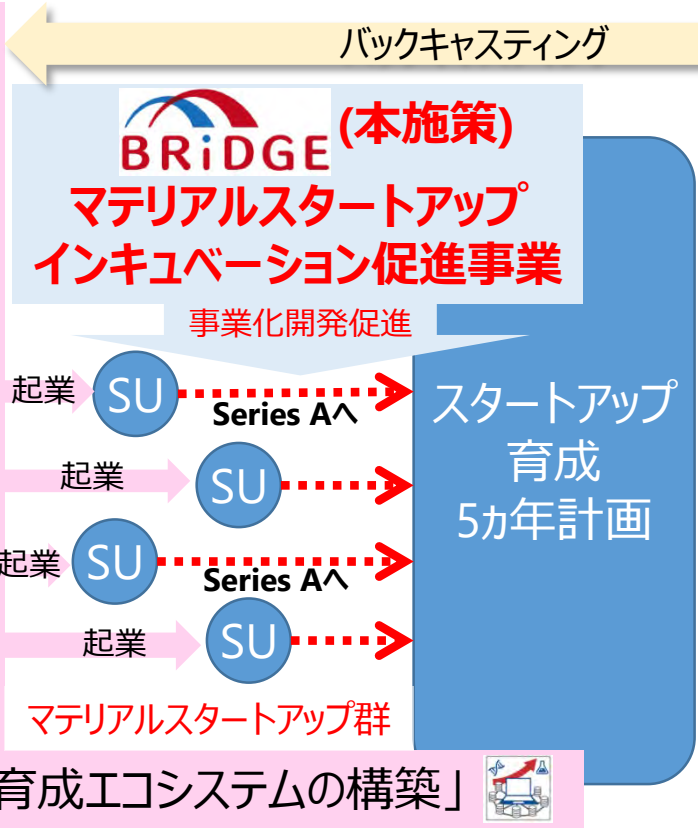 バックキャスティング
BRiDGE (本施策)
マテリアルスタートアップ
インキュベーション促進事業
事業化開発促進
起業 SU Series Aへ
起業 SU
起業 SU Series Aへ
起業 SU
スタートアップ
育成
5ヵ年計画
マテリアルスタートアップ群
育成エコシステムの構築」